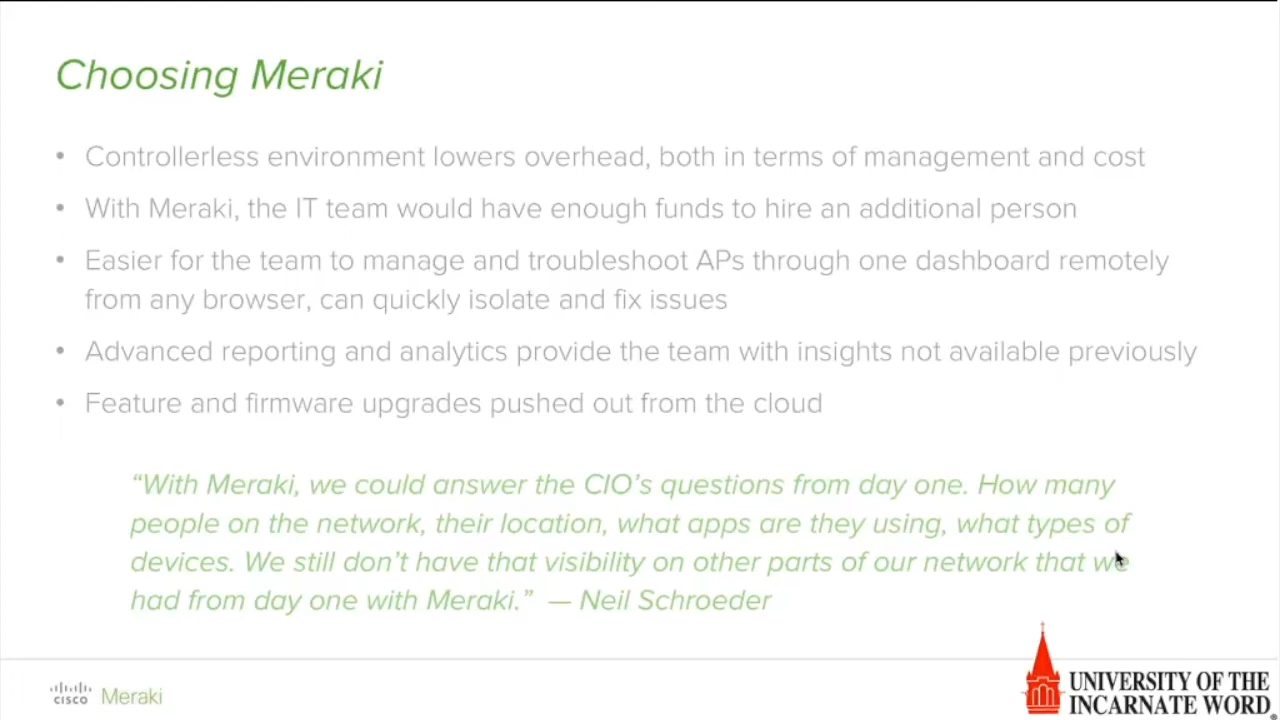 Choosing Meraki
• Controllerless environment lowers overhead, both in terms of management and cost
• With Meraki, the IT team would have enough funds to hire an additional person
• Easier for the team to manage and troubleshoot APs through one dashboard remotely
from any browser, can quickly isolate and fix issues
• Advanced reporting and analytics provide the team with insights not available previously
• Feature and firmware upgrades pushed out from the cloud
“With Meraki, we could answer the CIO’s questions from day one. How many
people on the network, their location, what apps are they using, what types of
devices. We still don’t have that visibility on other parts of our network that we
had from day one with Meraki.” — Neil Schroeder
cisco Meraki
UNIVERSITY OF THE
INCARNATE WORD